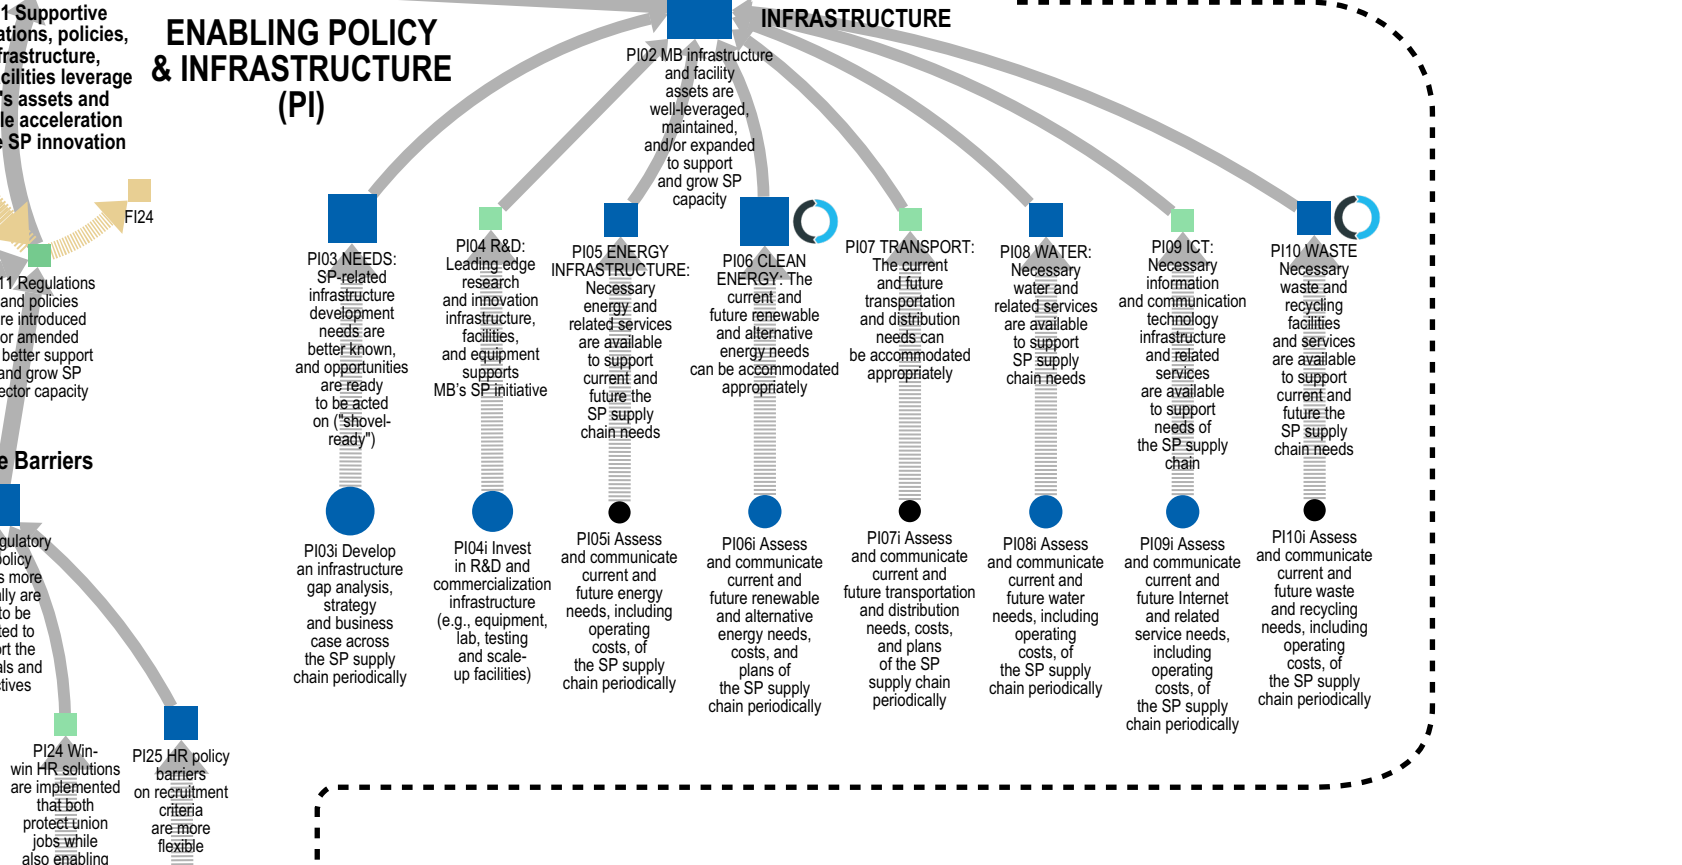 1 Supportive
ations, policies,
frastructure,
cilities leverage
's assets and
le acceleration
e SP innovation
ENABLING POLICY
& INFRASTRUCTURE
(PI)
INFRASTRUCTURE
PI02 MB infrastructure
and facility
assets are
well-leveraged,
maintained,
and/or expanded
to support
and grow SP
capacity
FI24
11 Regulations
and policies
re introduced
or amended
better support
and grow SP
ector capacity
PI03 NEEDS:
SP-related
infrastructure
development
needs are
better known,
and opportunities
are ready
to be acted
on ("shovel-
ready")
PI04 R&D:
Leading edge
research
and innovation
infrastructure,
facilities,
and equipment
supports
MB's SP initiative
PI05 ENERGY
INFRASTRUCTURE:
Necessary
energy and
related services
are available
to support
current and
future the
SP supply
chain needs
PI06 CLEAN
ENERGY: The
current and
future renewable
and alternative
energy needs
can be accommodated
appropriately
PI07 TRANSPORT:
The current
and future
transportation
and distribution
needs can
be accommodated
appropriately
PI08 WATER:
Necessary
water and
related services
are available
to support
SP supply
chain needs
PI09 ICT:
Necessary
information
and communication
technology
infrastructure
and related
services
are available
to support
needs of
the SP supply
chain
PI10 WASTE
Necessary
waste and
recycling
facilities
and services
are available
to support
current and
future the
SP supply
chain needs
e Barriers
gulatory
policy
s more
ally are
to be
ted to
rt the
als and
ctives
PI03i Develop
an infrastructure
gap analysis,
strategy
and business
case across
the SP supply
chain periodically
PI04i Invest
in R&D and
commercialization
infrastructure
(e.g., equipment,
lab, testing
and scale-
up facilities)
PI05i Assess
and communicate
current and
future energy
needs, including
operating
costs, of
the SP supply
chain periodically
PI06i Assess
and communicate
current and
future renewable
and alternative
energy needs,
costs, and
plans of
the SP supply
chain periodically
PI07i Assess
and communicate
current and
future transportation
and distribution
needs, costs,
and plans
of the SP
supply chain
periodically
PI08i Assess
and communicate
current and
future water
needs, including
operating
costs, of
the SP supply
chain periodically
PI09i Assess
and communicate
current and
future Internet
and related
service needs,
including
operating
costs, of
the SP supply
chain periodically
PI10i Assess
and communicate
current and
future waste
and recycling
needs, including
operating
costs, of
the SP supply
chain periodically
PI24 Win-
win HR solutions
are implemented
that both
protect union
jobs while
also enabling
PI25 HR policy
barriers
on recruitment
criteria
are more
flexible